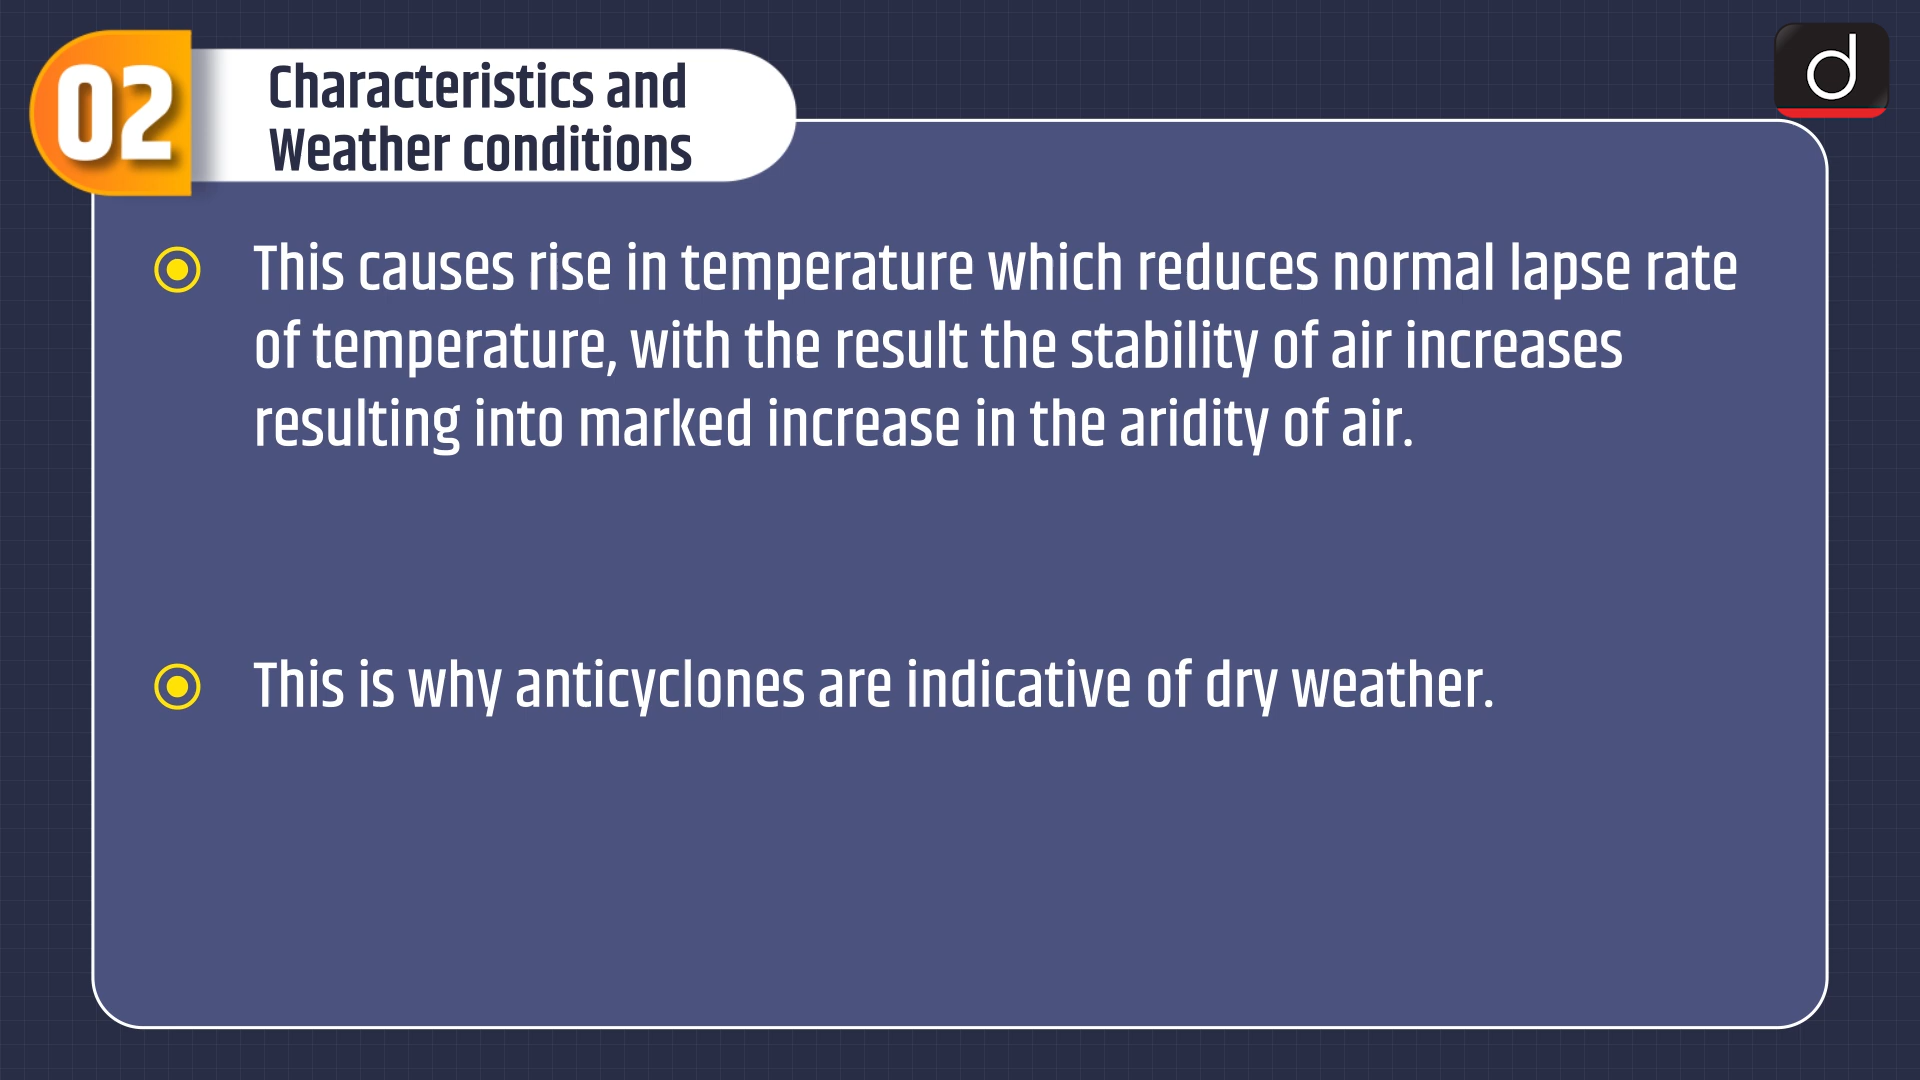 02
Characteristics and
Weather conditions
d
This causes rise in temperature which reduces normal lapse rate
of temperature, with the result the stability of air increases
resulting into marked increase in the aridity of air.
This is why anticyclones are indicative of dry weather.